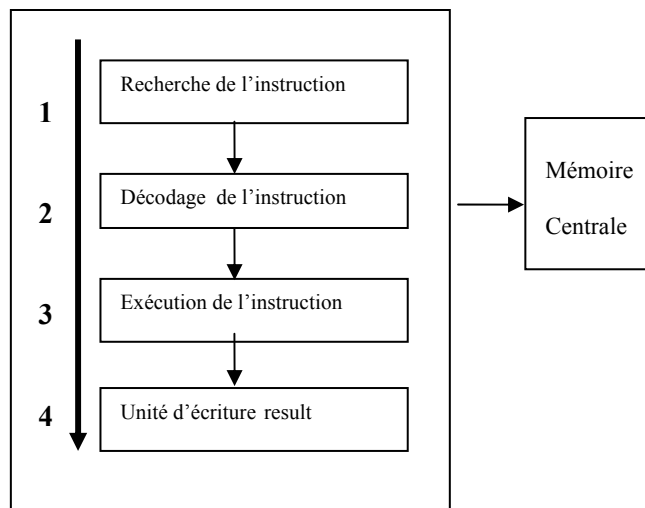 1
Recherche de l’instruction
2
Décodage de l’instruction
3
Exécution de l’instruction
4
Unité d’écriture result
Mémoire
Centrale